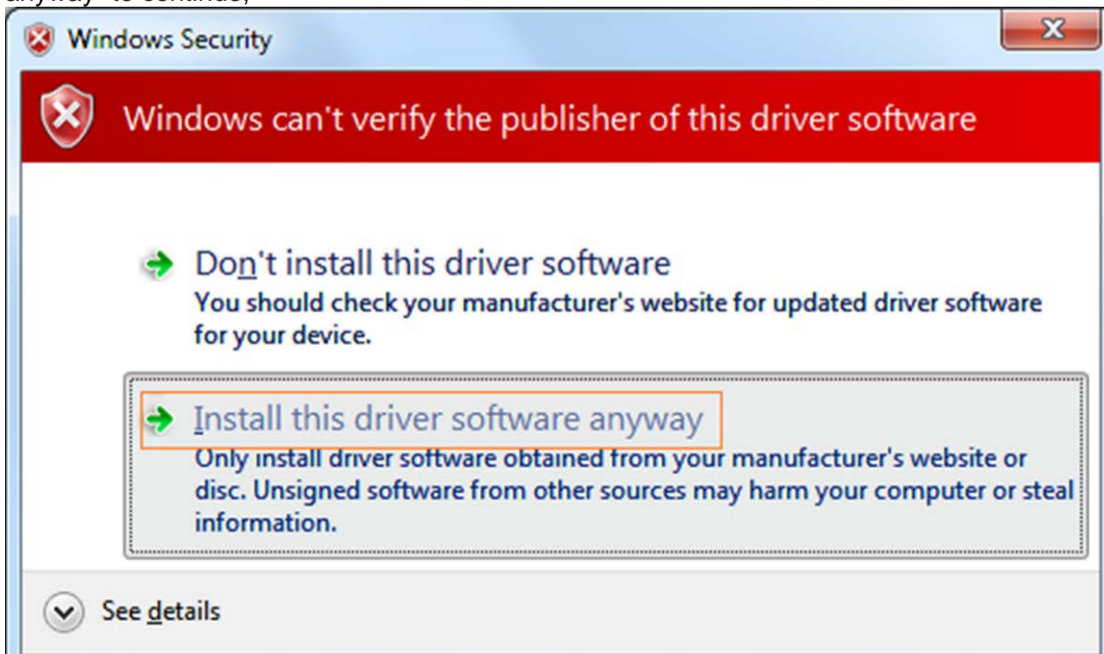 anyway" to continue;
Windows Security
Windows can't verify the publisher of this driver software
Don't install this driver software
You should check your manufacturer's website for updated driver software
for your device.
Install this driver software anyway
Only install driver software obtained from your manufacturer's website or
disc. Unsigned software from other sources may harm your computer or steal
information.
See details